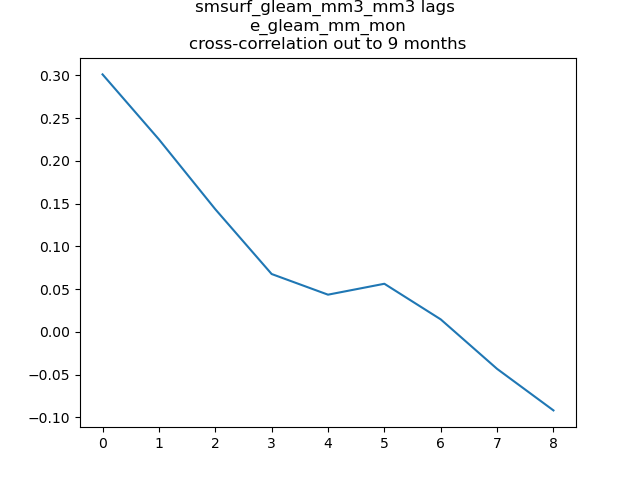 smsurf_gleam_mm3_mm3 lags
e_gleam_mm_mon
cross-correlation out to 9 months
0.30
0.25
0.20
0.15
0.10
0.05
0.00
−0.05
−0.10
0 1 2 3 4 5 6 7 8